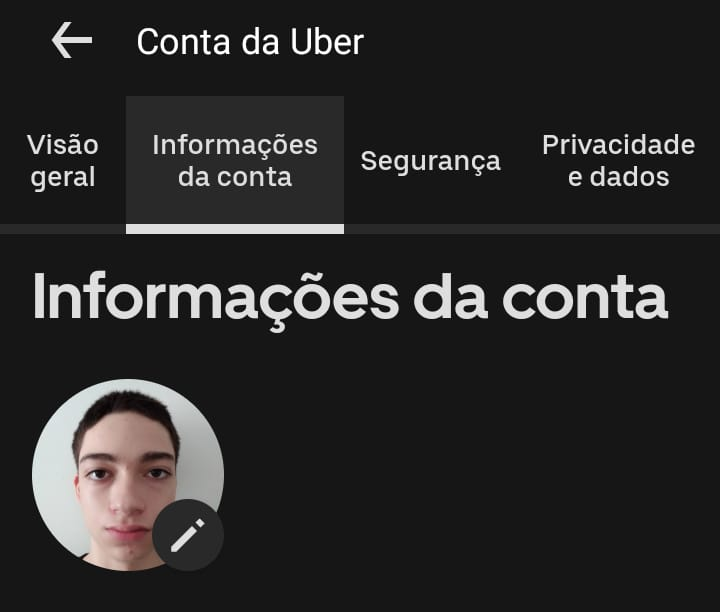 Conta da Uber
Visão
geral
Informações
da conta
Segurança
Privacidade
e dados
Informações da conta